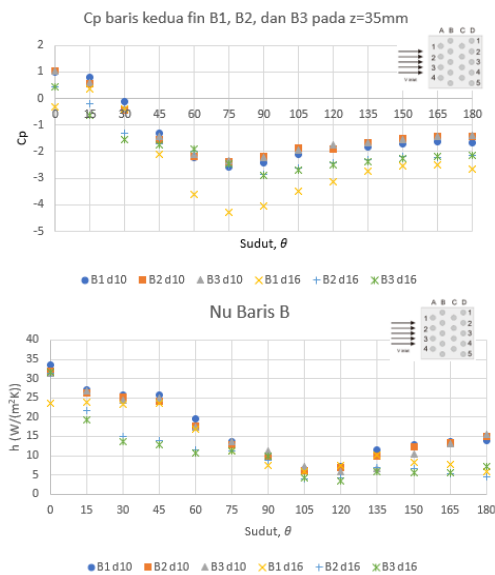 Cp baris kedua fin B1, B2, dan B3 pada z=35mm
A B C D
1 1
2 2
3 3
4 4
5
2
1
0
-1
-2
-3
-4
-5
Cp
0 15 30 45 60 75 90 105 120 135 150 165 180
Sudut, θ
B1 d10 B2 d10 B3 d10 B1 d16 B2 d16 B3 d16
Nu Baris B
A B C D
1 1
2 2
3 3
4 4
5
40
35
30
25
20
15
10
5
0
h (W/(m²K))
0 15 30 45 60 75 90 105 120 135 150 165 180
Sudut, θ
B1 d10 B2 d10 B3 d10 B1 d16 B2 d16 B3 d16